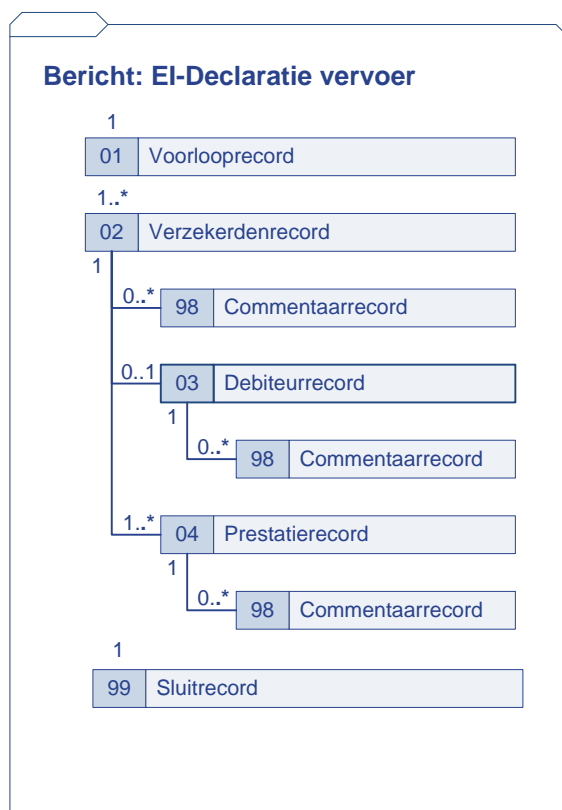 Bericht: EI-Declaratie vervoer
1
01 Voorlooprecord
1..*
02 Verzekerdenrecord
1
0..* 98 Commentaarrecord
0..1 03 Debiteurrecord
1
0..* 98 Commentaarrecord
1..* 04 Prestatierecord
1
0..* 98 Commentaarrecord
1
99 Sluitrecord